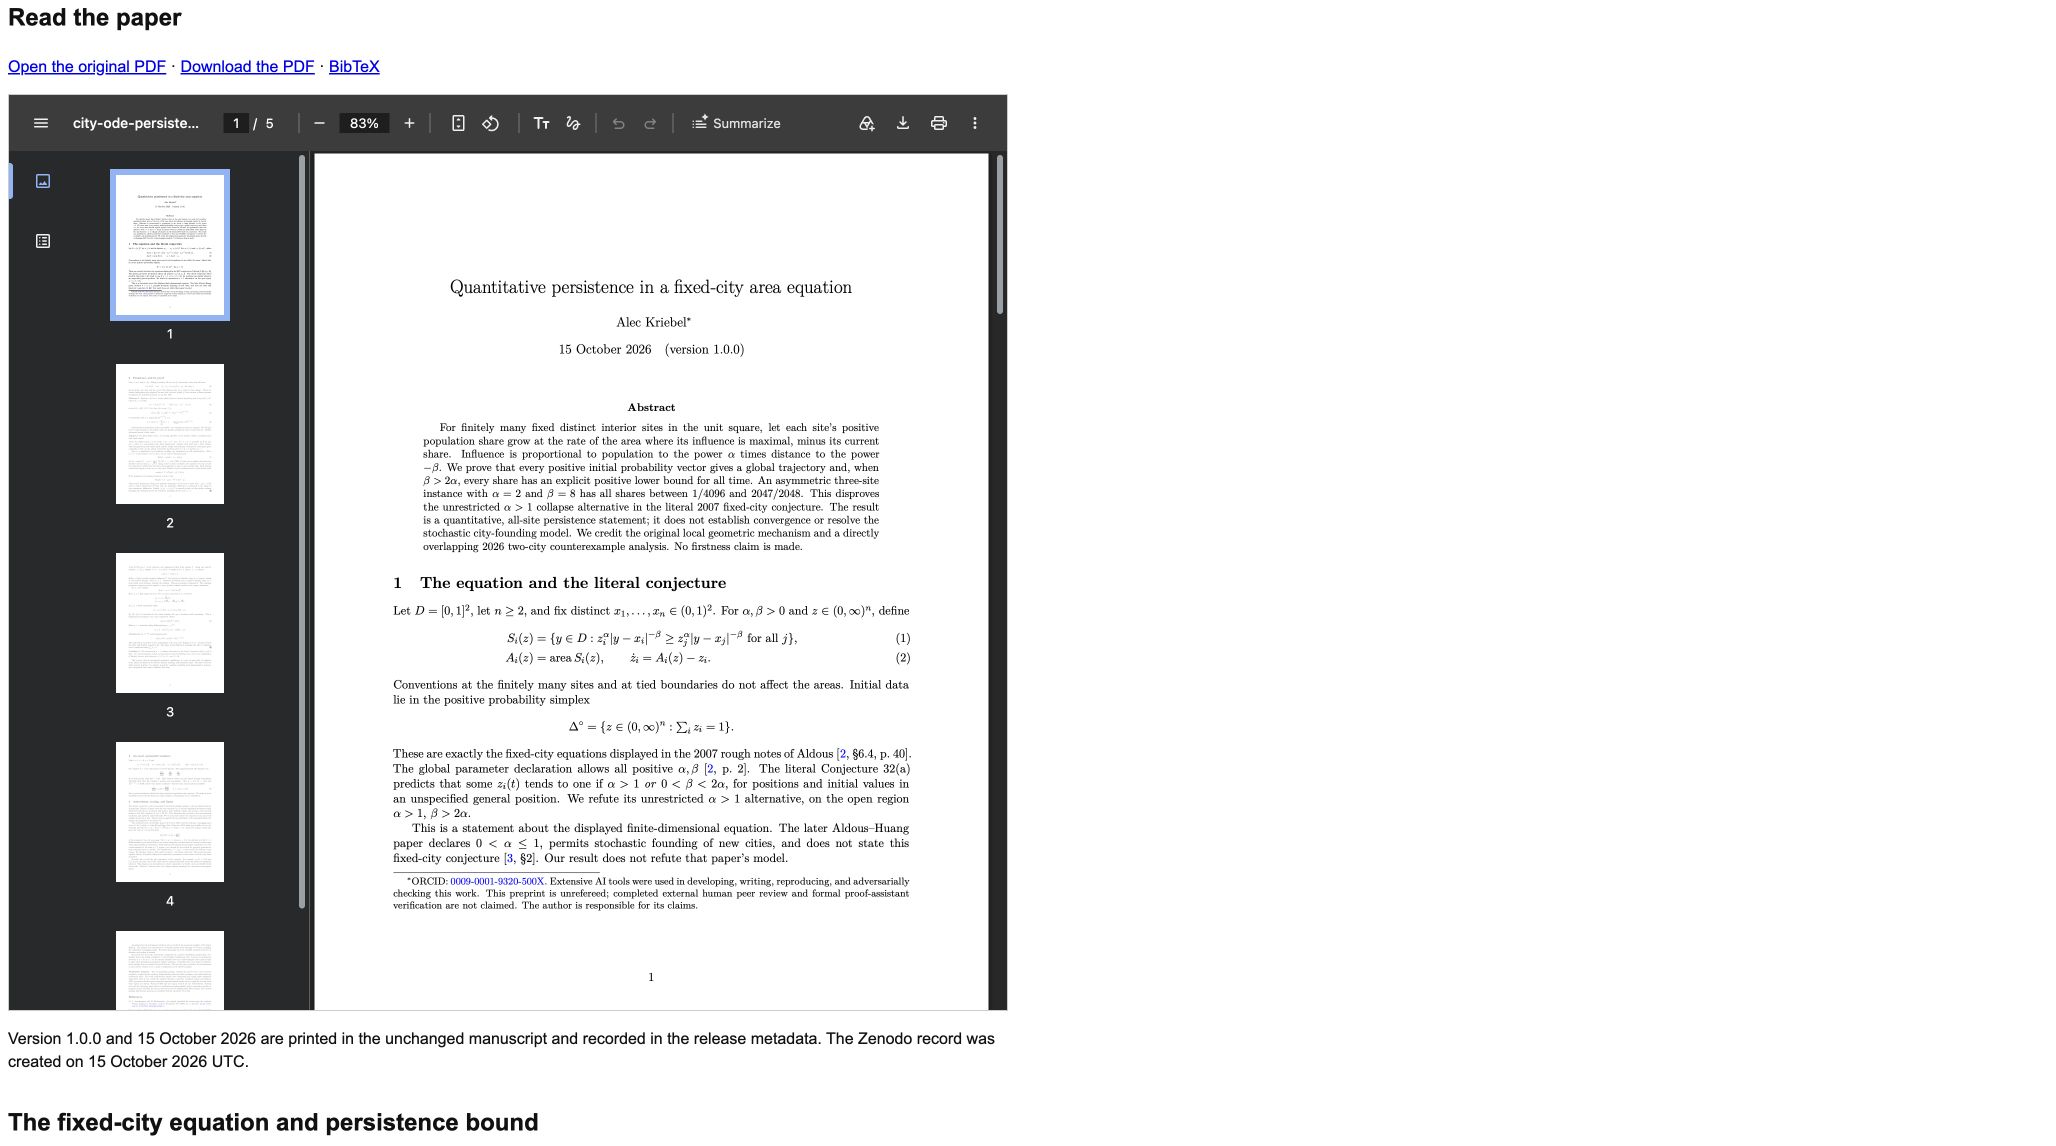 Read the paper
Open the original PDF · Download the PDF · BibTeX
city-ode-persiste... 1 / 5 − 83% + Summarize
1
2
3
4
Quantitative persistence in a fixed-city area equation
Alec Kriebel*
15 October 2026 (version 1.0.0)
Abstract
For finitely many fixed distinct interior sites in the unit square, let each site's positive
population share grow at the rate of the area where its influence is maximal, minus its current
share. Influence is proportional to population to the power α times distance to the power
−β. We prove that every positive initial probability vector gives a global trajectory and, when
β > 2α, every share has an explicit positive lower bound for all time. An asymmetric three-site
instance with α = 2 and β = 8 has all shares between 1/4096 and 2047/2048. This disproves
the unrestricted α > 1 collapse alternative in the literal 2007 fixed-city conjecture. The result
is a quantitative, all-site persistence statement; it does not establish convergence or resolve the
stochastic city-founding model. We credit the original local geometric mechanism and a directly
overlapping 2026 two-city counterexample analysis. No firstness claim is made.
1 The equation and the literal conjecture
Let D = [0, 1]², let n ≥ 2, and fix distinct x₁, . . . , xₙ ∈ (0, 1)². For α, β > 0 and z ∈ (0, ∞)ⁿ, define
Sᵢ(z) = {y ∈ D : zᵢ^α|y − xᵢ|^−β ≥ zⱼ^α|y − xⱼ|^−β for all j}, (1)
Aᵢ(z) = area Sᵢ(z), żᵢ = Aᵢ(z) − zᵢ. (2)
Conventions at the finitely many sites and at tied boundaries do not affect the areas. Initial data
lie in the positive probability simplex
Δ° = {z ∈ (0, ∞)ⁿ : ∑ᵢ zᵢ = 1}.
These are exactly the fixed-city equations displayed in the 2007 rough notes of Aldous [2, §6.4, p. 40].
The global parameter declaration allows all positive α, β [2, p. 2]. The literal Conjecture 32(a)
predicts that some zᵢ(t) tends to one if α > 1 or 0 < β < 2α, for positions and initial values in
an unspecified general position. We refute its unrestricted α > 1 alternative, on the open region
α > 1, β > 2α.
This is a statement about the displayed finite-dimensional equation. The later Aldous–Huang
paper declares 0 < α ≤ 1, permits stochastic founding of new cities, and does not state this
fixed-city conjecture [3, §2]. Our result does not refute that paper's model.
*ORCID: 0009-0001-9320-500X. Extensive AI tools were used in developing, writing, reproducing, and adversarially
checking this work. This preprint is unrefereed; completed external human peer review and formal proof-assistant
verification are not claimed. The author is responsible for its claims.
1
Version 1.0.0 and 15 October 2026 are printed in the unchanged manuscript and recorded in the release metadata. The Zenodo record was
created on 15 October 2026 UTC.
The fixed-city equation and persistence bound